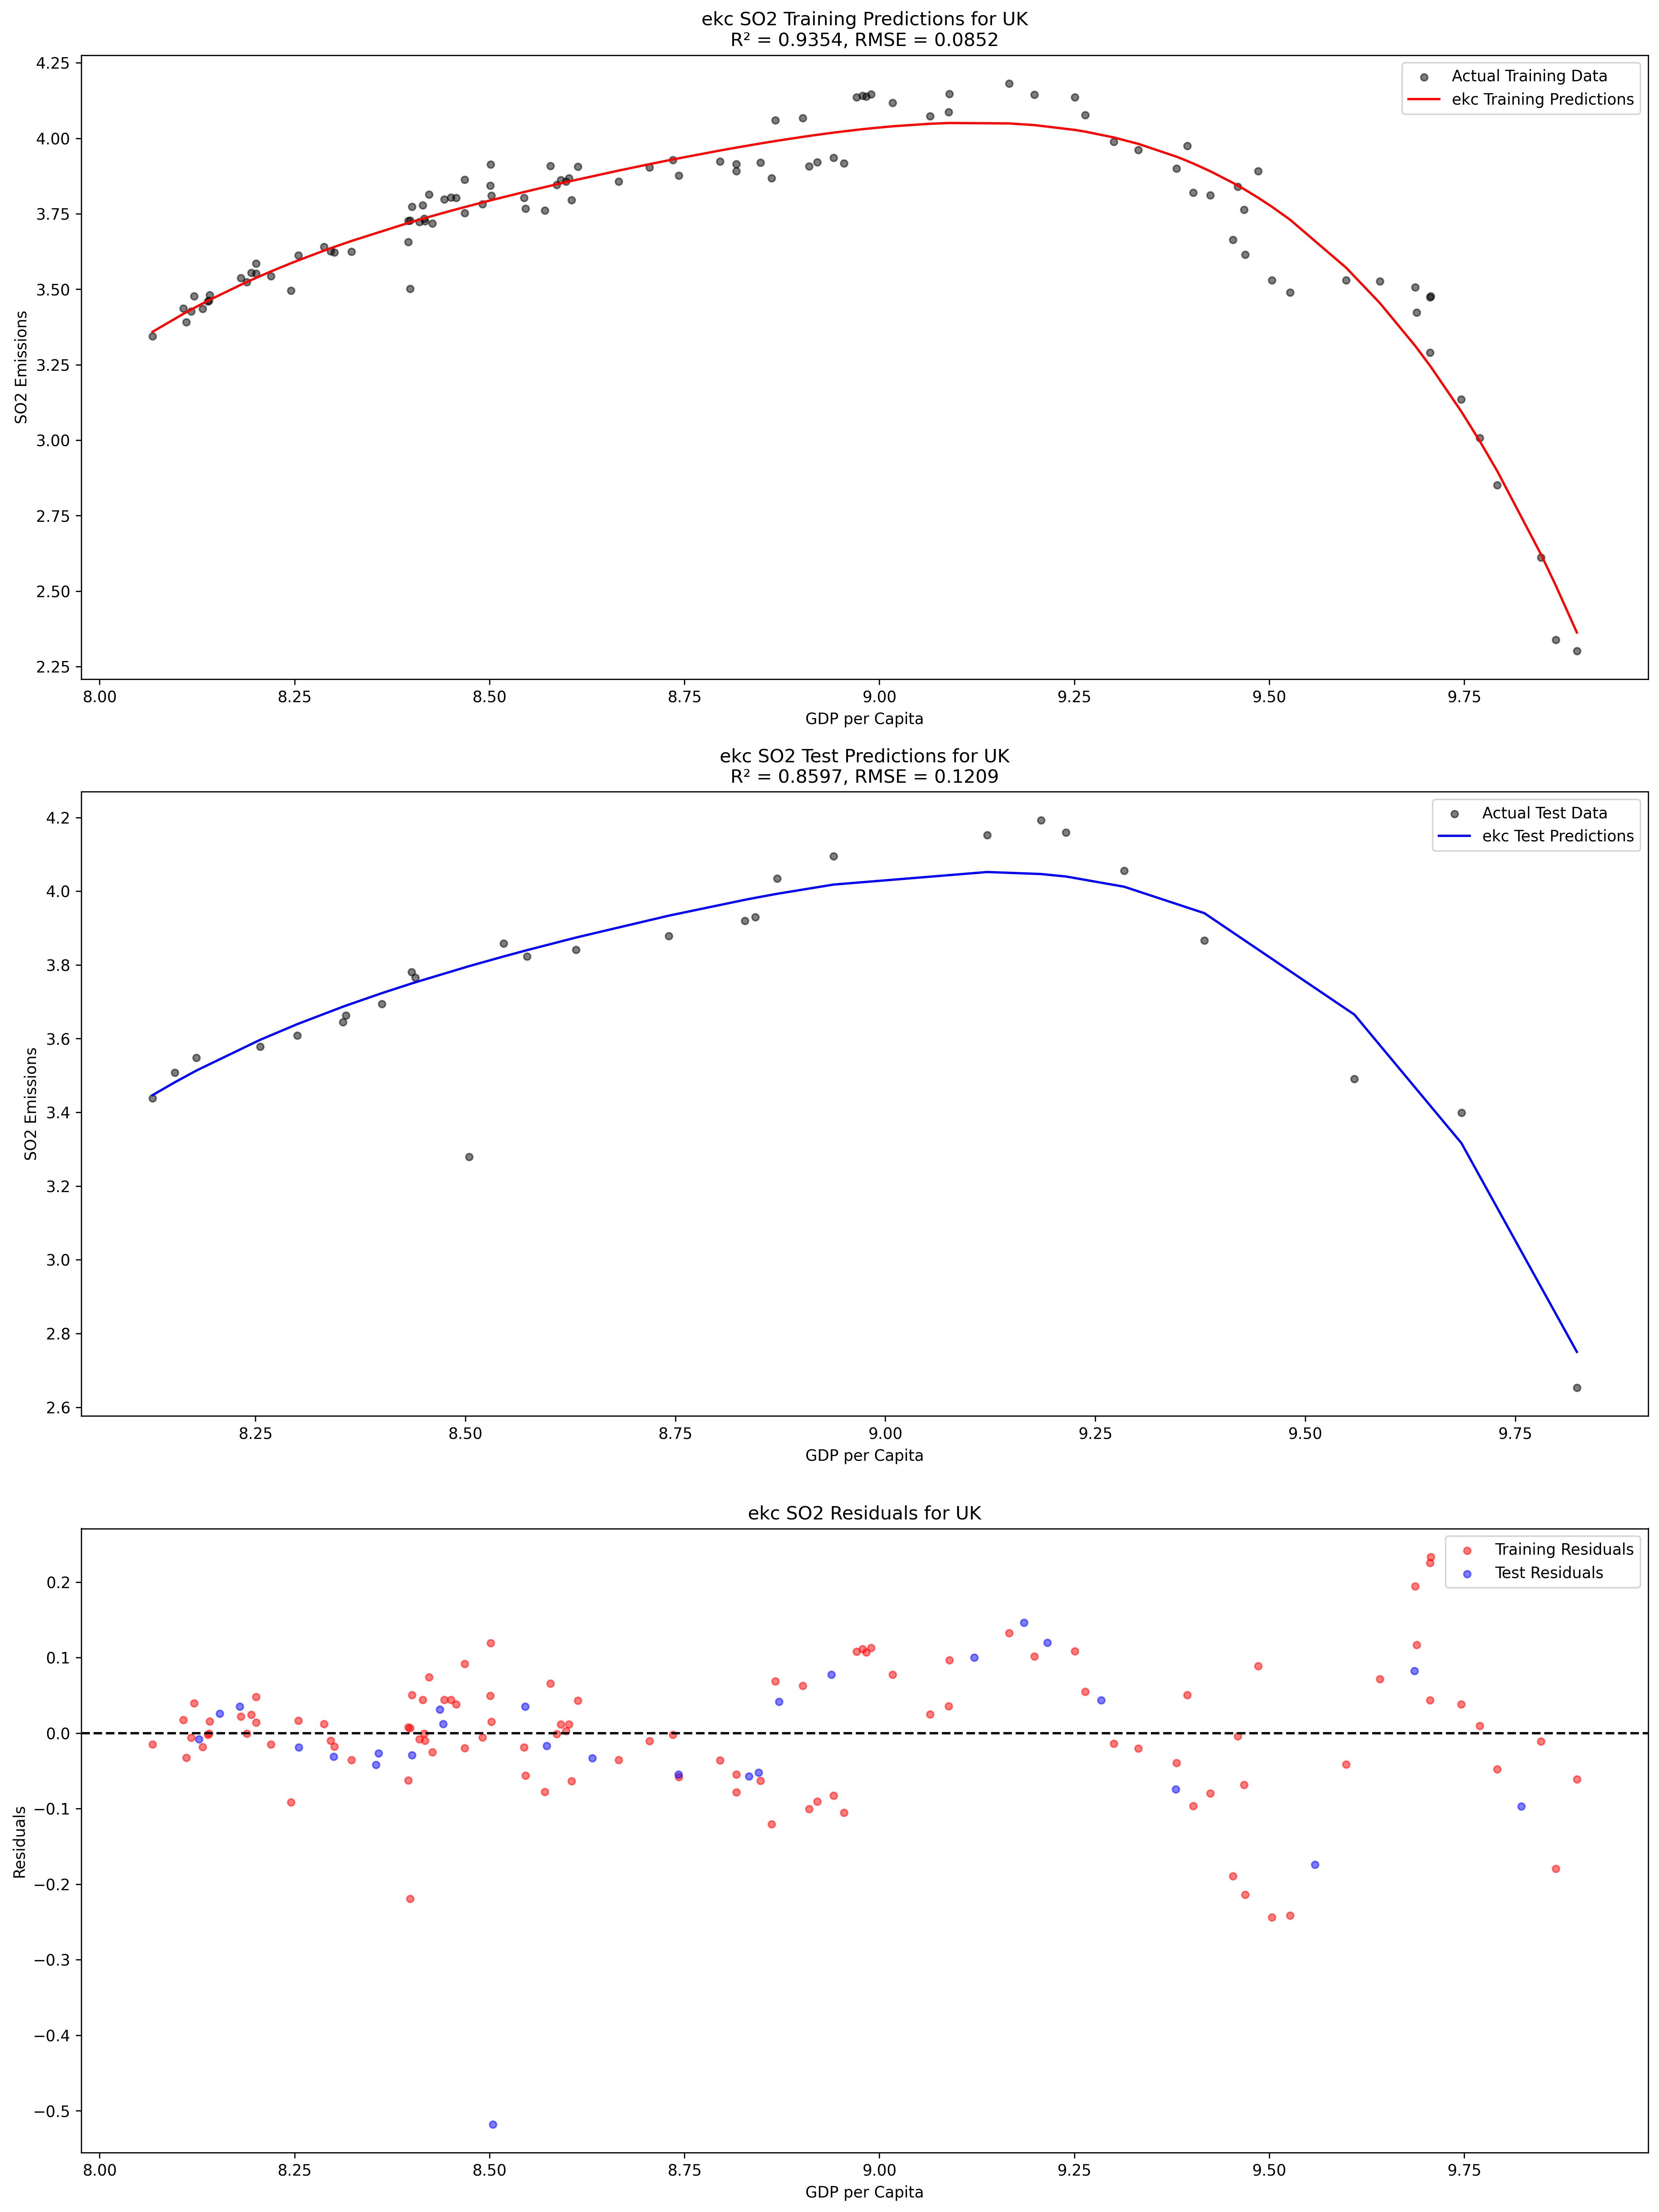 ekc SO2 Training Predictions for UK
R² = 0.9354, RMSE = 0.0852
4.25
4.00
3.75
3.50
3.25
3.00
2.75
2.50
2.25
SO2 Emissions
Actual Training Data
ekc Training Predictions
8.00 8.25 8.50 8.75 9.00 9.25 9.50 9.75
GDP per Capita
ekc SO2 Test Predictions for UK
R² = 0.8597, RMSE = 0.1209
4.2
4.0
3.8
3.6
3.4
3.2
3.0
2.8
2.6
SO2 Emissions
Actual Test Data
ekc Test Predictions
8.25 8.50 8.75 9.00 9.25 9.50 9.75
GDP per Capita
ekc SO2 Residuals for UK
0.2
0.1
0.0
−0.1
−0.2
−0.3
−0.4
−0.5
Residuals
Training Residuals
Test Residuals
8.00 8.25 8.50 8.75 9.00 9.25 9.50 9.75
GDP per Capita